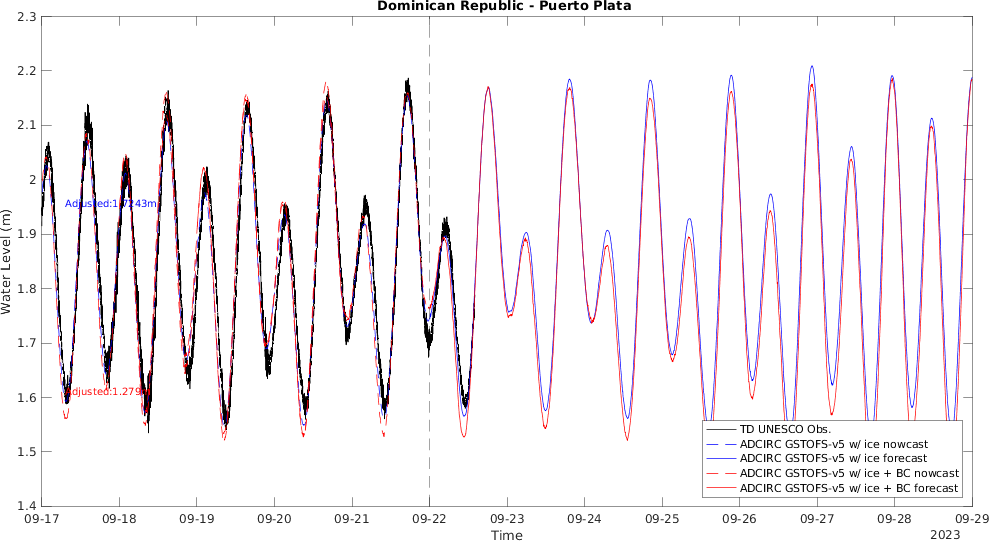 Dominican Republic - Puerto Plata
2.3
2.2
2.1
2
1.9
1.8
1.7
1.6
1.5
1.4
Water Level (m)
Adjusted:1.7243m
TD UNESCO Obs.
ADCIRC GSTOFS-v5 w/ ice nowcast
ADCIRC GSTOFS-v5 w/ ice forecast
ADCIRC GSTOFS-v5 w/ ice + BC nowcast
ADCIRC GSTOFS-v5 w/ ice + BC forecast
09-17
09-18
09-19
09-20
09-21
09-22
09-23
09-24
09-25
09-26
09-27
09-28
09-29
Time
2023